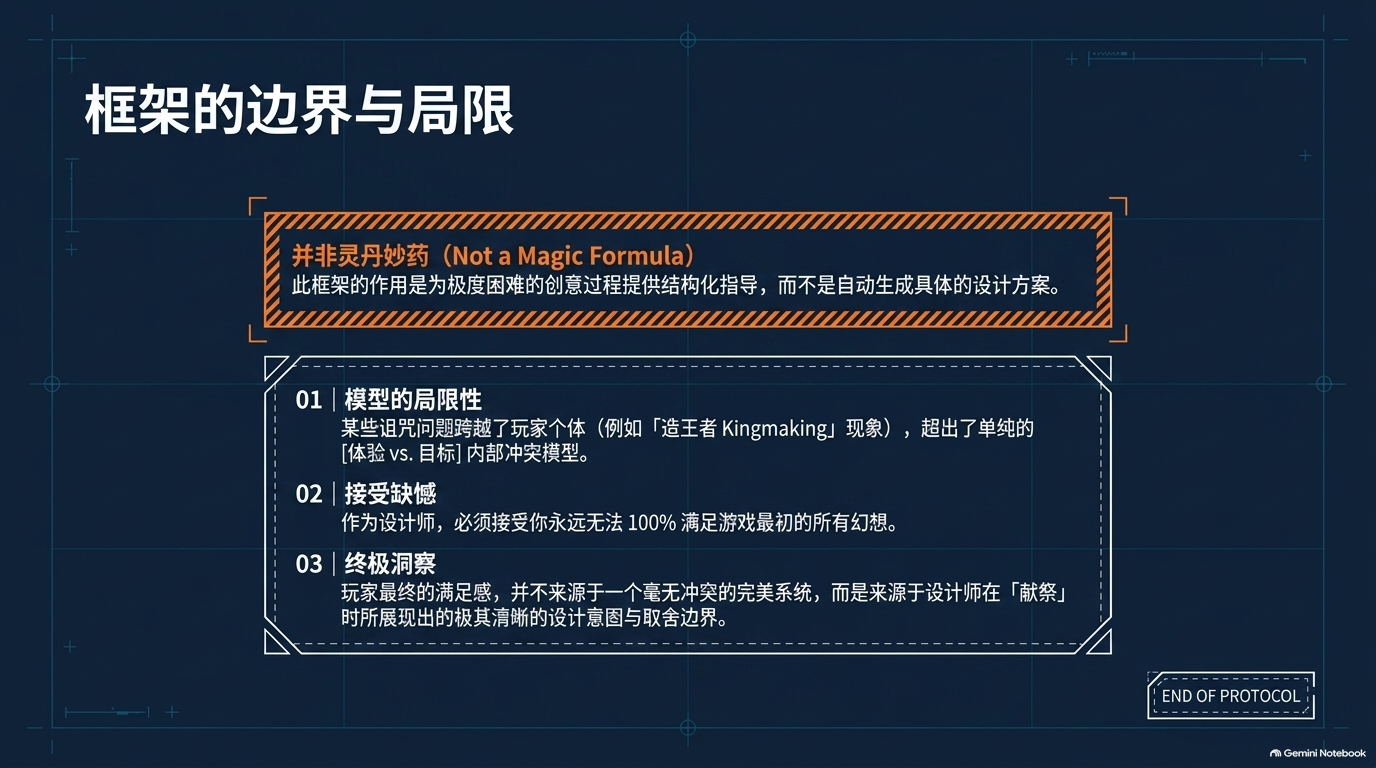 框架的边界与局限
并非灵丹妙药（Not a Magic Formula）
此框架的作用是为极度困难的创意过程提供结构化指导，而不是自动生成具体的设计方案。
01｜模型的局限性
某些诅咒问题跨越了玩家个体（例如「造王者 Kingmaking」现象），超出了单纯的
[体验 vs. 目标] 内部冲突模型。
02｜接受缺憾
作为设计师，必须接受你永远无法 100% 满足游戏最初的所有幻想。
03｜终极洞察
玩家最终的满足感，并不来源于一个毫无冲突的完美系统，而是来源于设计师在「献祭」
时所展现出的极其清晰的设计意图与取舍边界。
END OF PROTOCOL
Gemini Notebook